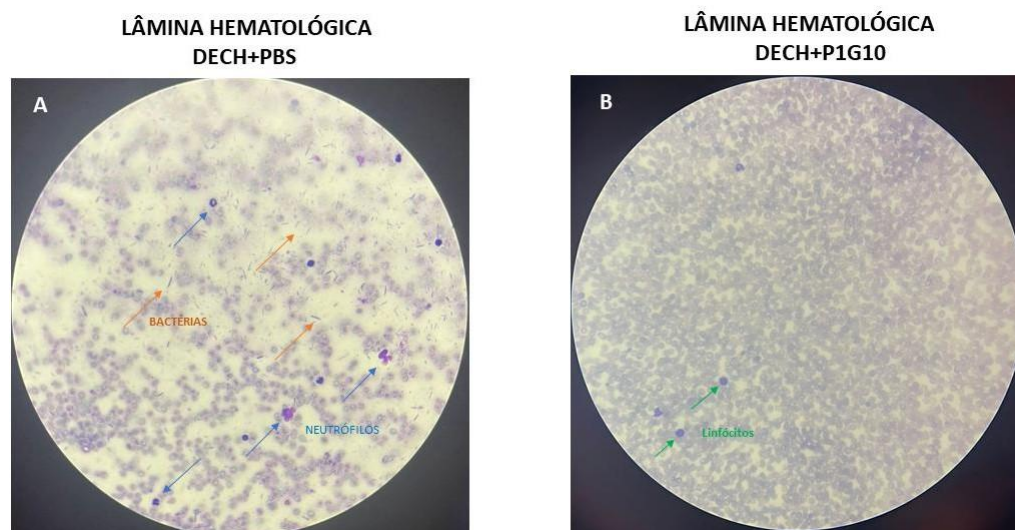 LÂMINA HEMATOLÓGICA
DECH+PBS
A
BACTÉRIAS
NEUTRÓFILOS
LÂMINA HEMATOLÓGICA
DECH+P1G10
B
Linfócitos